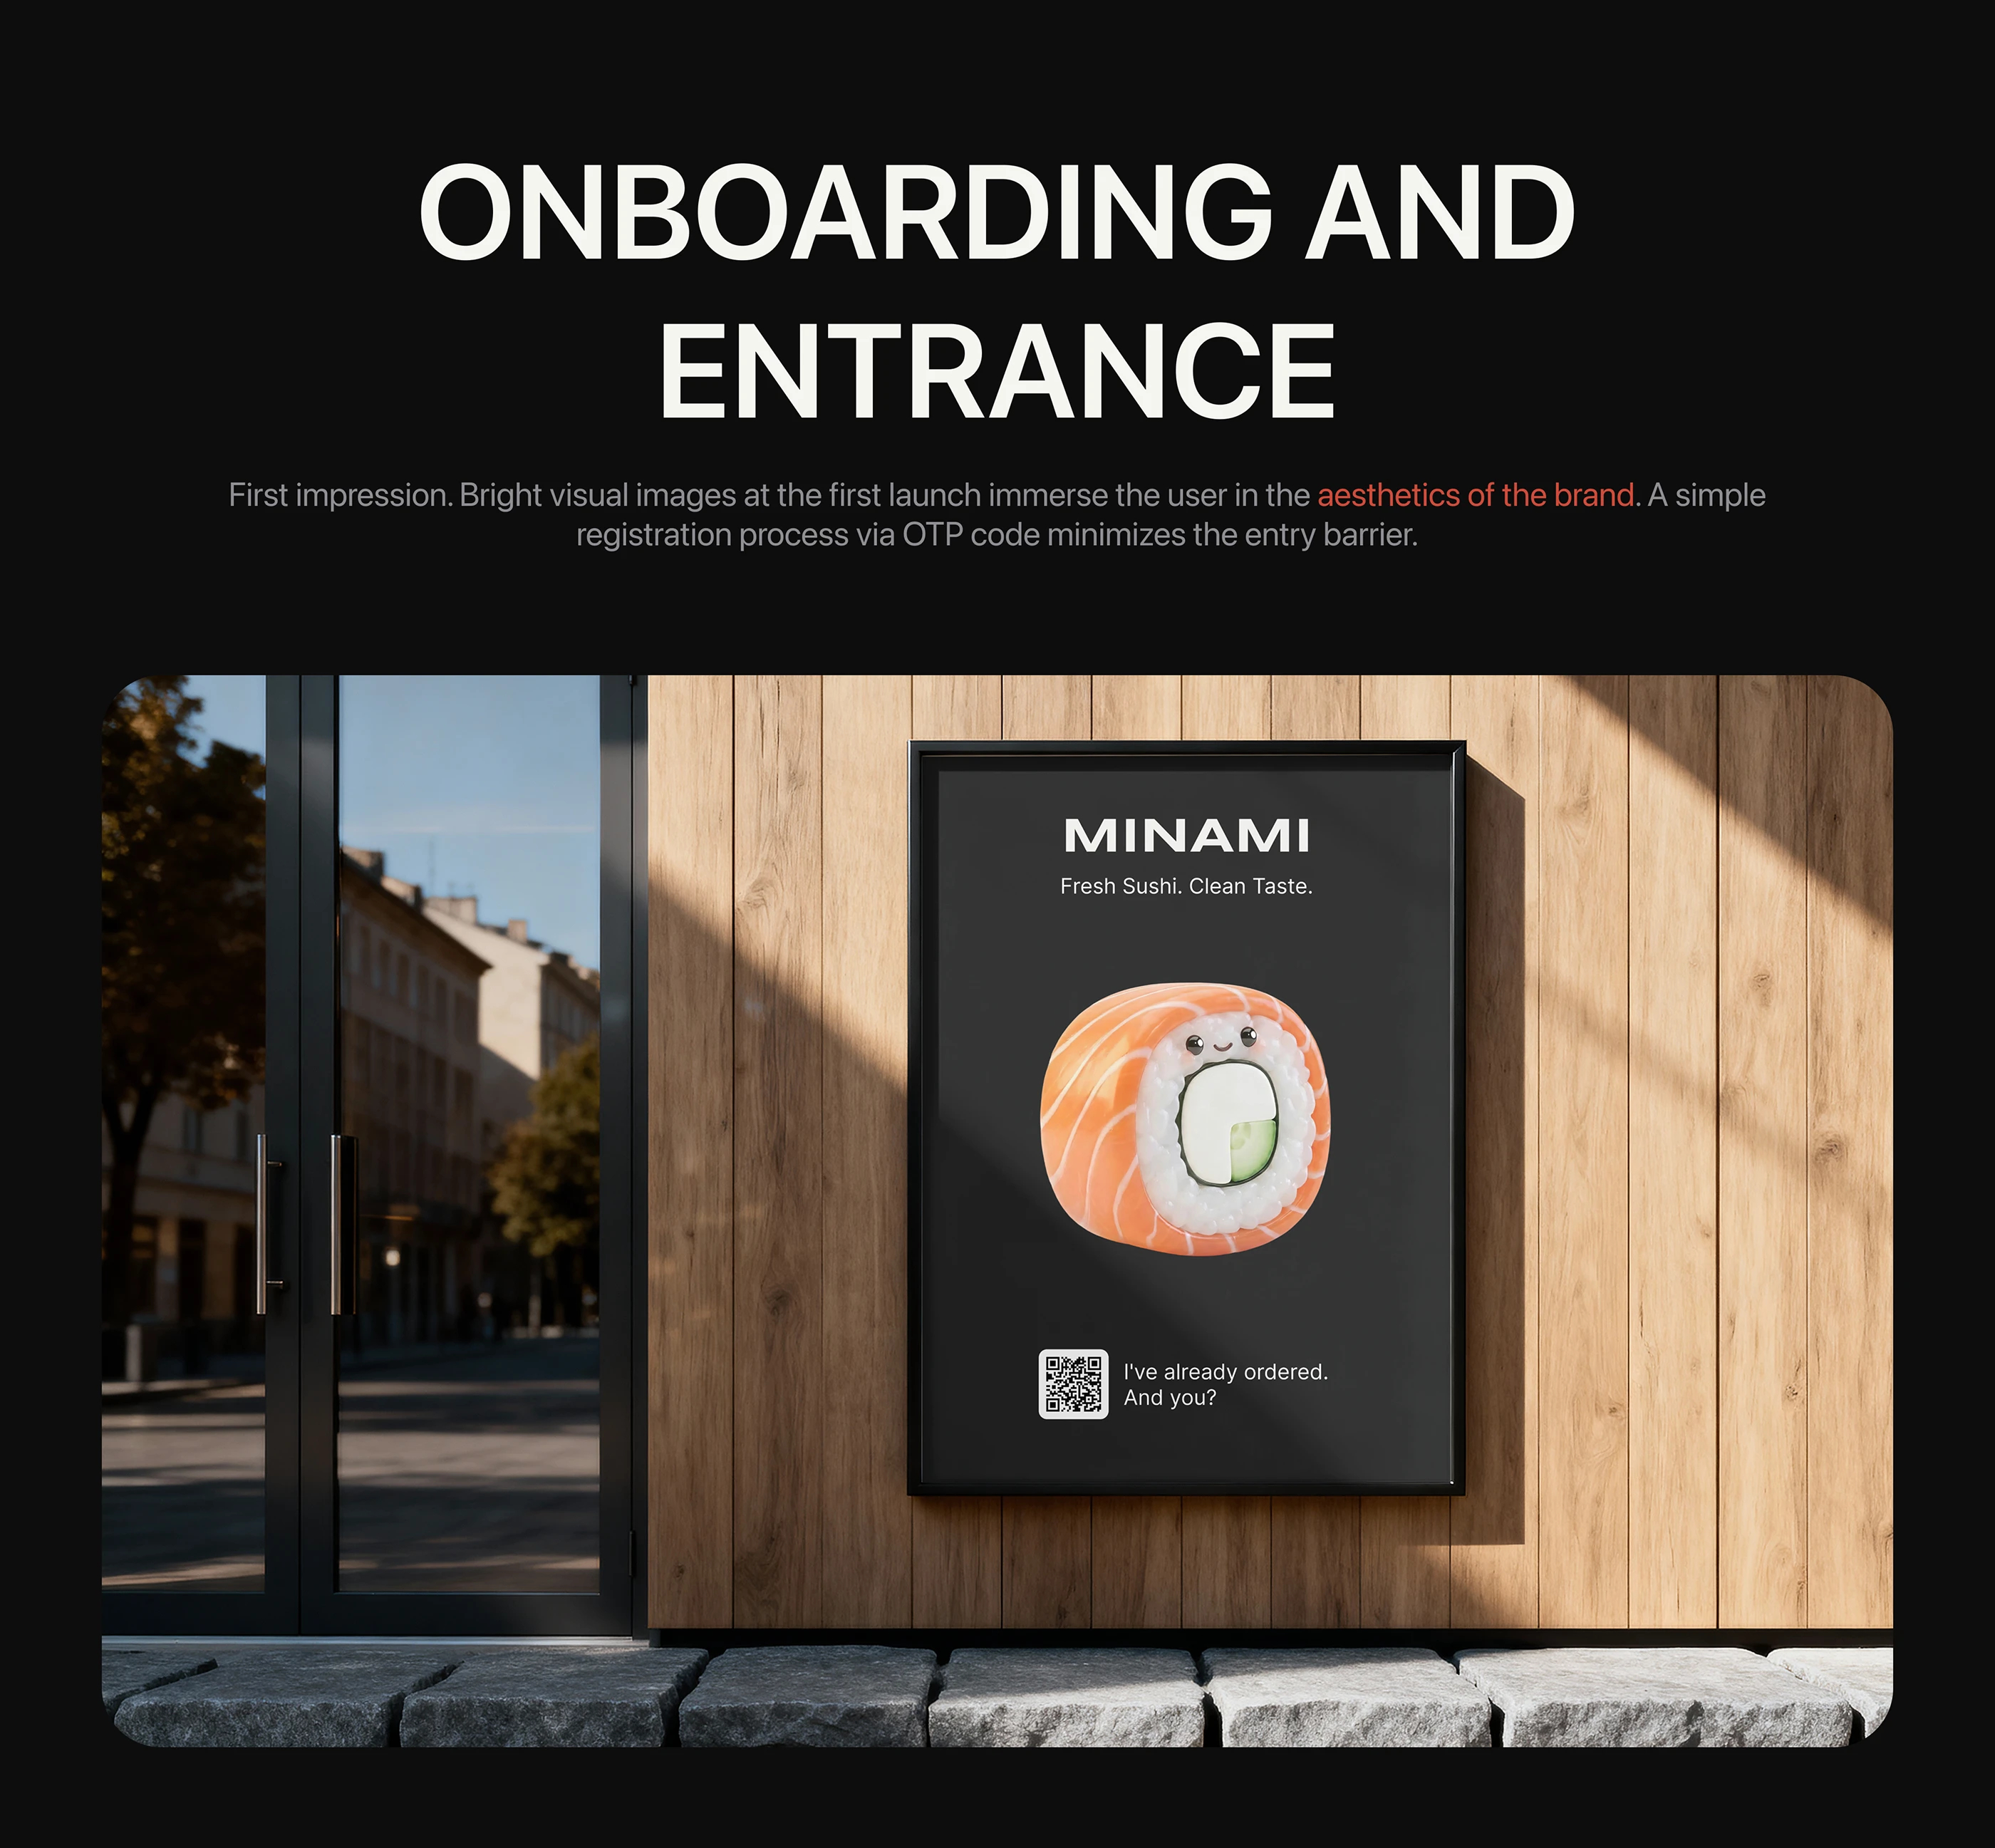 ONBOARDING AND
ENTRANCE
First impression. Bright visual images at the first launch immerse the user in the aesthetics of the brand. A simple
registration process via OTP code minimizes the entry barrier.
MINAMI
Fresh Sushi. Clean Taste.
I've already ordered.
And you?